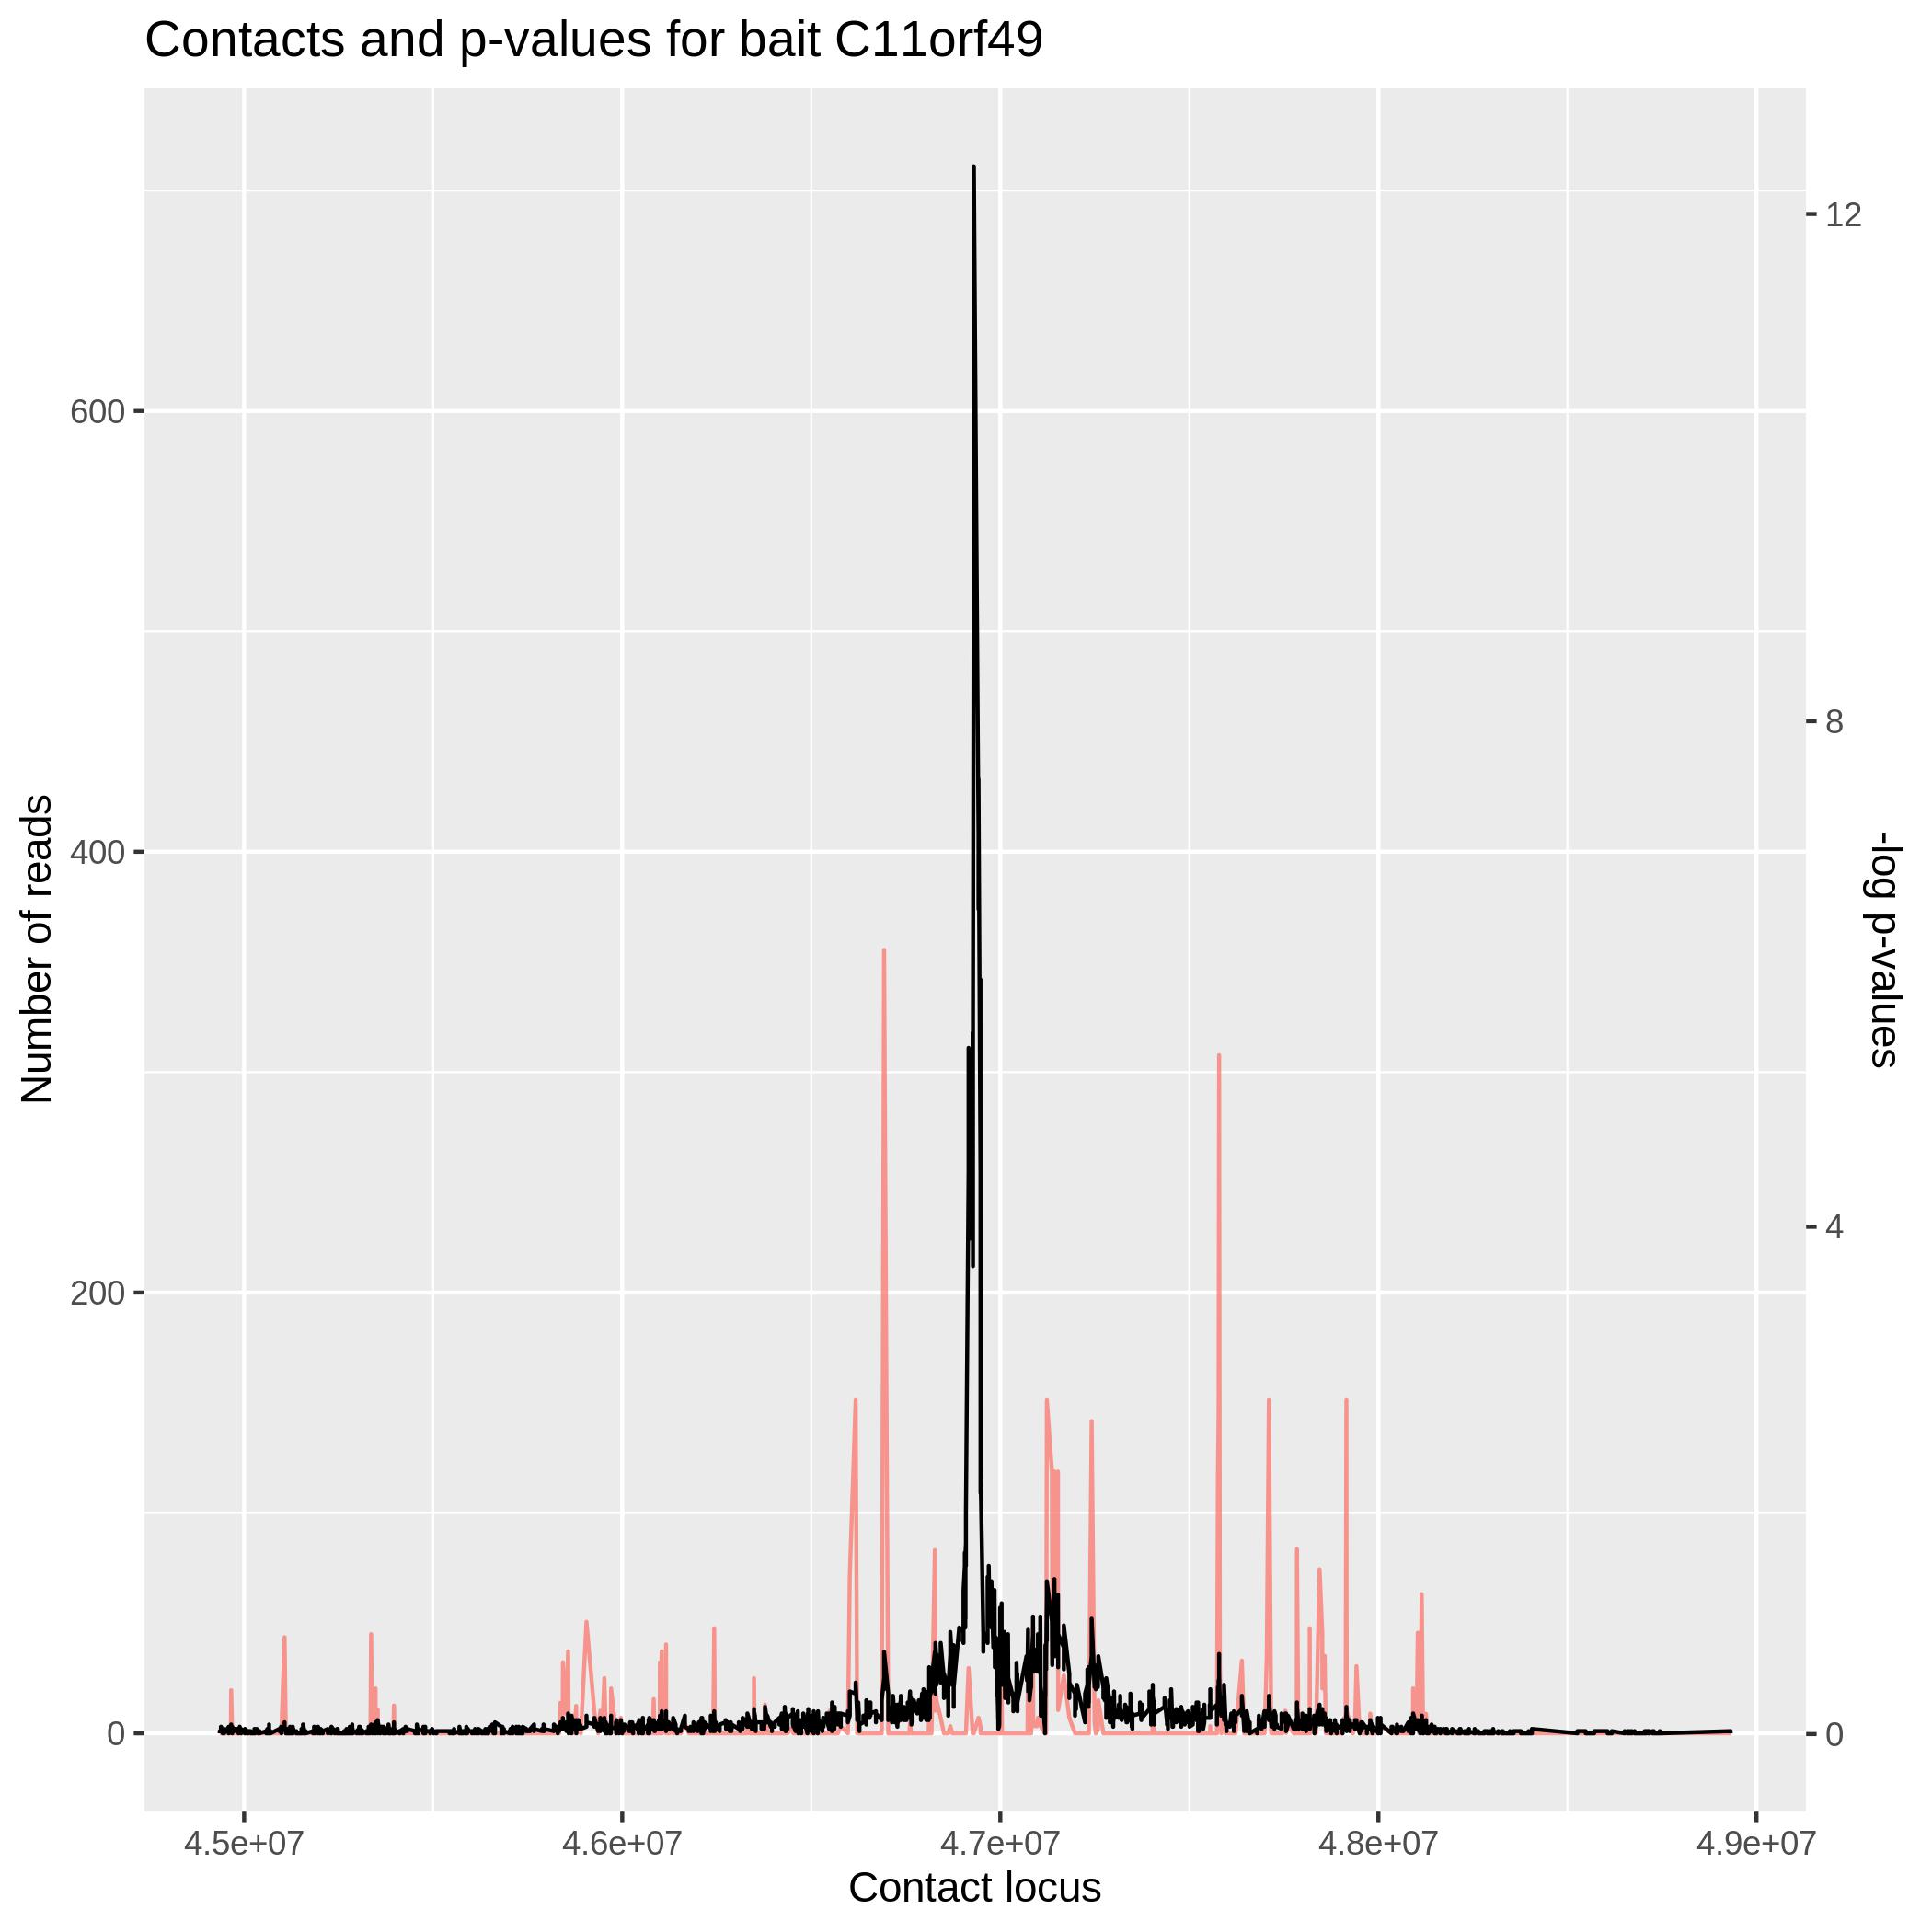 Contacts and p-values for bait C11orf49
Number of reads
600
400
200
0
12
8
4
0
-log p-values
4.5e+07
4.6e+07
4.7e+07
4.8e+07
4.9e+07
Contact locus